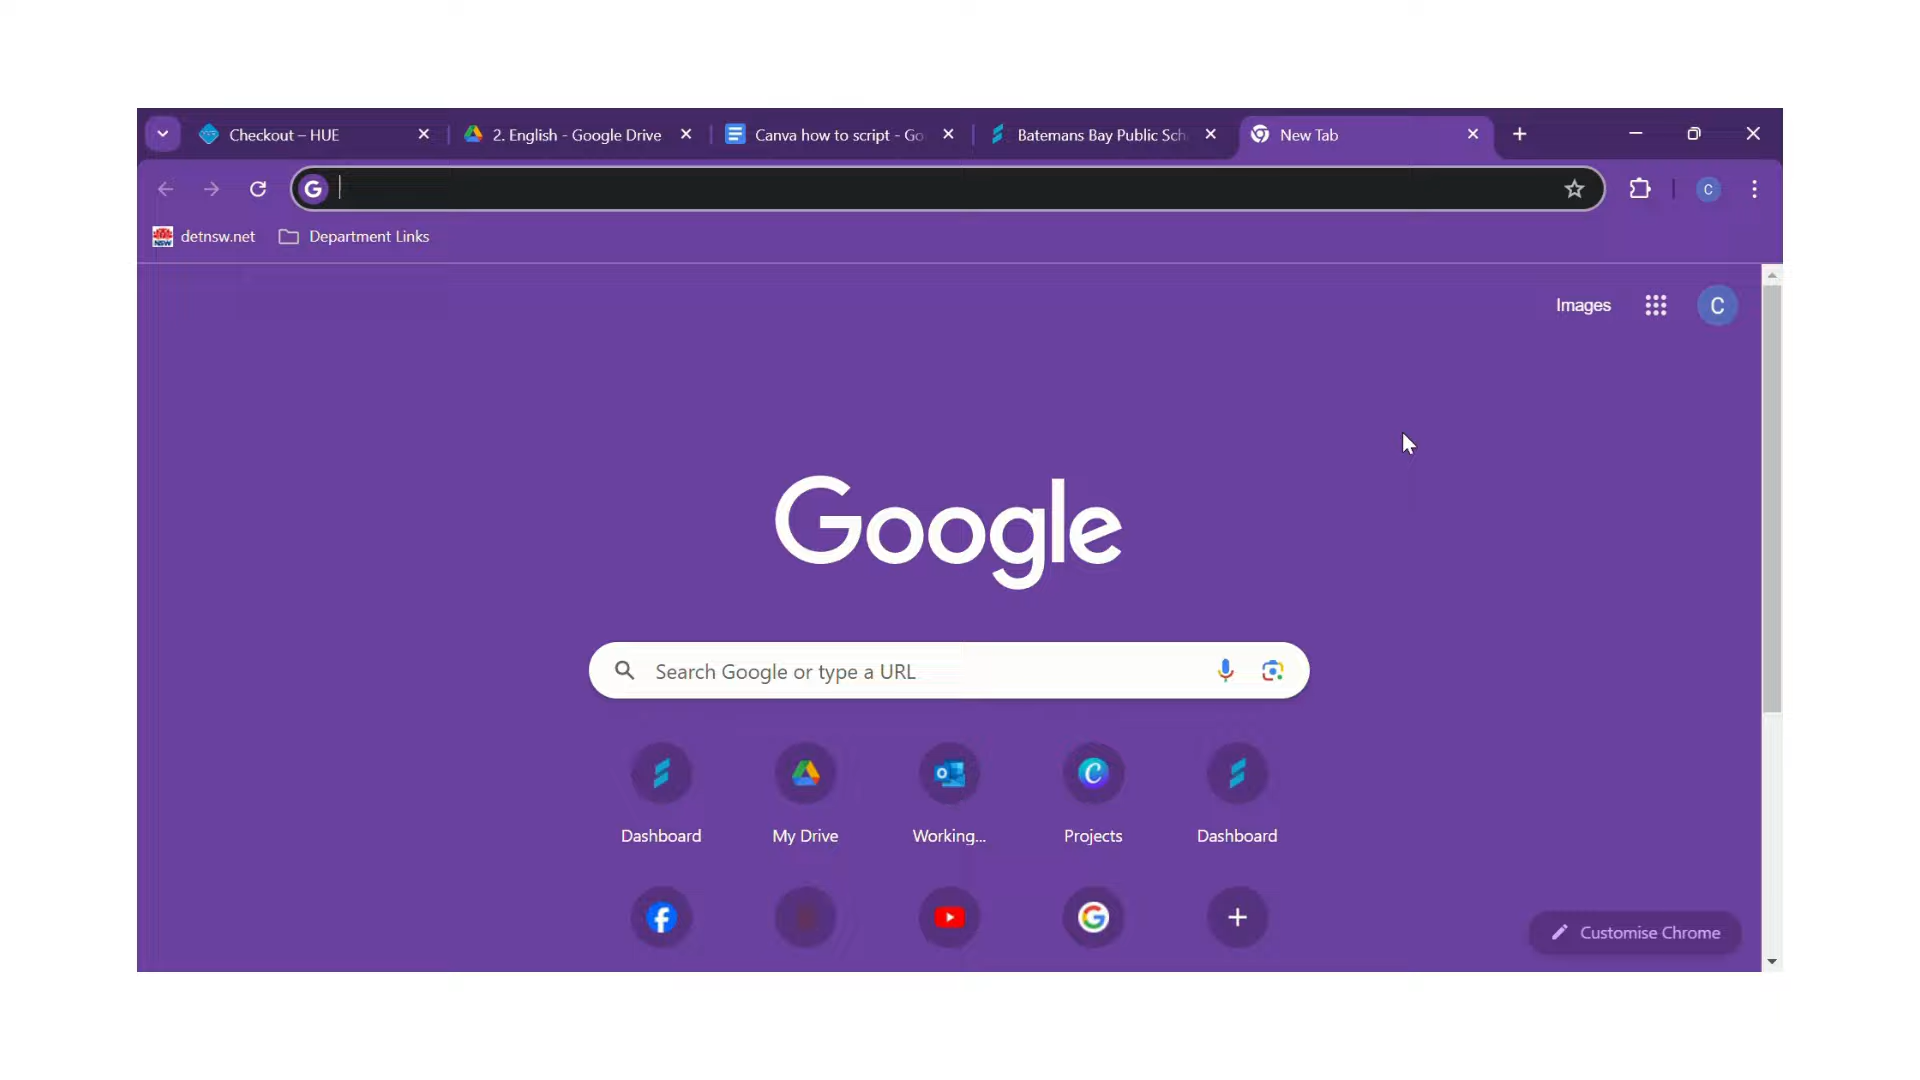 Checkout – HUE
2. English - Google Drive
Canva how to script - Go
Batemans Bay Public Sch
New Tab
G
C
NSW
detnsw.net
Department Links
Images
C
Google
Search Google or type a URL
Dashboard
My Drive
Working...
Projects
Dashboard
Customise Chrome